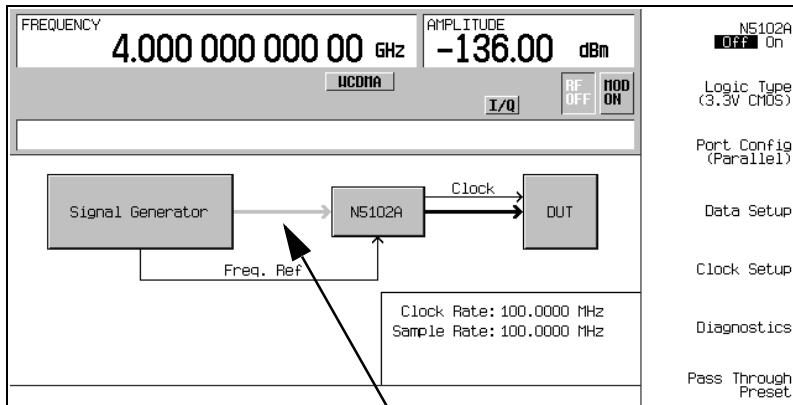 FREQUENCY
4.000 000 000 00 GHz
AMPLITUDE
-136.00 dBm
WCDMA
I/Q
RF
OFF
MOD
ON
N5102A
Off On
Logic Type
(3.3V CMOS)
Port Config
(Parallel)
Data Setup
Clock Setup
Diagnostics
Pass Through
Preset
Signal Generator
N5102A
Clock
DUT
Freq. Ref
Clock Rate: 100.0000 MHz
Sample Rate: 100.0000 MHz